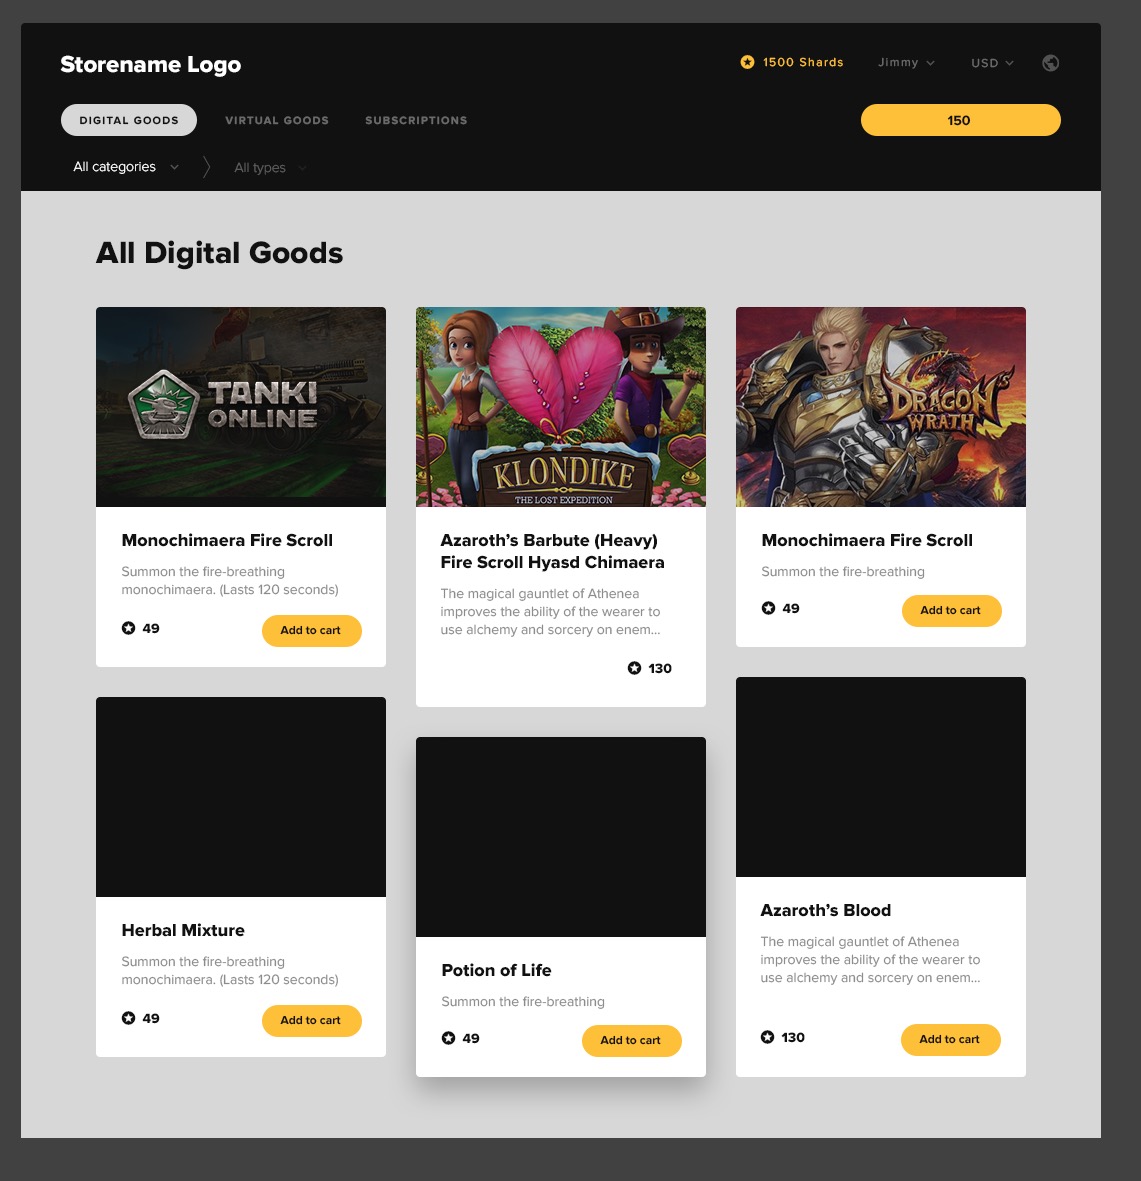 Storename Logo
1500 Shards
Jimmy
USD
DIGITAL GOODS
VIRTUAL GOODS
SUBSCRIPTIONS
150
All categories
All types
All Digital Goods
TANKI
ONLINE
Monochimaera Fire Scroll
Summon the fire-breathing
monochimaera. (Lasts 120 seconds)
49
Add to cart
KLONDIKE
THE LOST EXPEDITION
Azaroth’s Barbute (Heavy)
Fire Scroll Hyasd Chimaera
The magical gauntlet of Athenea
improves the ability of the wearer to
use alchemy and sorcery on enem...
130
DRAGON
WRATH
Monochimaera Fire Scroll
Summon the fire-breathing
49
Add to cart
Herbal Mixture
Summon the fire-breathing
monochimaera. (Lasts 120 seconds)
49
Add to cart
Potion of Life
Summon the fire-breathing
49
Add to cart
Azaroth’s Blood
The magical gauntlet of Athenea
improves the ability of the wearer to
use alchemy and sorcery on enem...
130
Add to cart